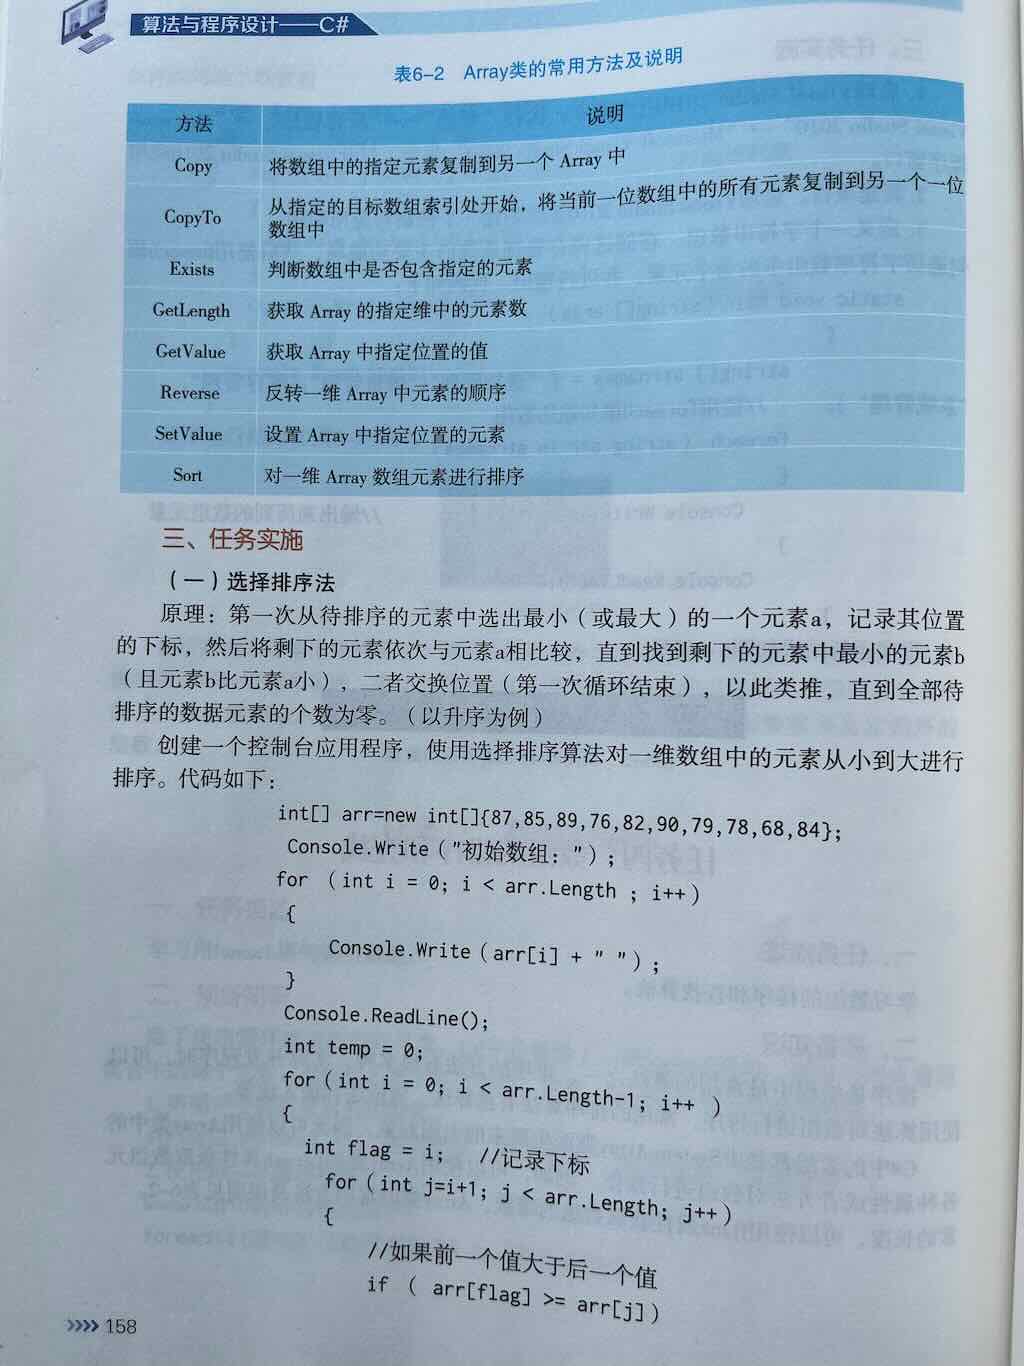 算法与程序设计——C#
表6-2 Array类的常用方法及说明
方法 说明
Copy 将数组中的指定元素复制到另一个 Array 中
CopyTo 从指定的目标数组索引处开始，将当前一位数组中的所有元素复制到另一个一位
数组中
Exists 判断数组中是否包含指定的元素
GetLength 获取 Array 的指定维中的元素数
GetValue 获取 Array 中指定位置的值
Reverse 反转一维 Array 中元素的顺序
SetValue 设置 Array 中指定位置的元素
Sort 对一维 Array 数组元素进行排序
三、任务实施
（一）选择排序法
原理：第一次从待排序的元素中选出最小（或最大）的一个元素a，记录其位置
的下标，然后将剩下的元素依次与元素a相比较，直到找到剩下的元素中最小的元素b
（且元素b比元素a小），二者交换位置（第一次循环结束），以此类推，直到全部待
排序的数据元素的个数为零。（以升序为例）
创建一个控制台应用程序，使用选择排序算法对一维数组中的元素从小到大进行
排序。代码如下：
int[] arr=new int[]{87,85,89,76,82,90,79,78,68,84};
Console.Write（"初始数组："）;
for （int i = 0; i < arr.Length ; i++）
{
Console.Write（arr[i] + " "）;
}
Console.ReadLine();
int temp = 0;
for（int i = 0; i < arr.Length-1; i++ ）
{
int flag = i; //记录下标
for（int j=i+1; j < arr.Length; j++）
{
//如果前一个值大于后一个值
if （ arr[flag] >= arr[j]）
>>>> 158